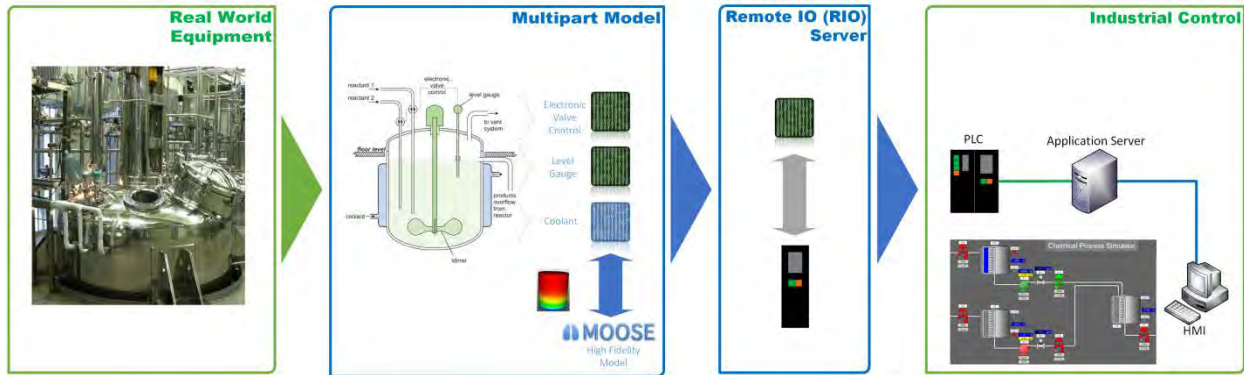 Real World
Equipment
Multipart Model
reactant 1
reactant 2
electronic
valve
control
level gauge
to vent
system
floor level
products
overflow
from
reactor
coolant
stirrer
Electronic
Valve
Control
Level
Gauge
Coolant
MOOSE
High Fidelity
Model
Remote IO (RIO)
Server
Industrial Control
PLC
Application Server
Chemical Process Simulator
HMI